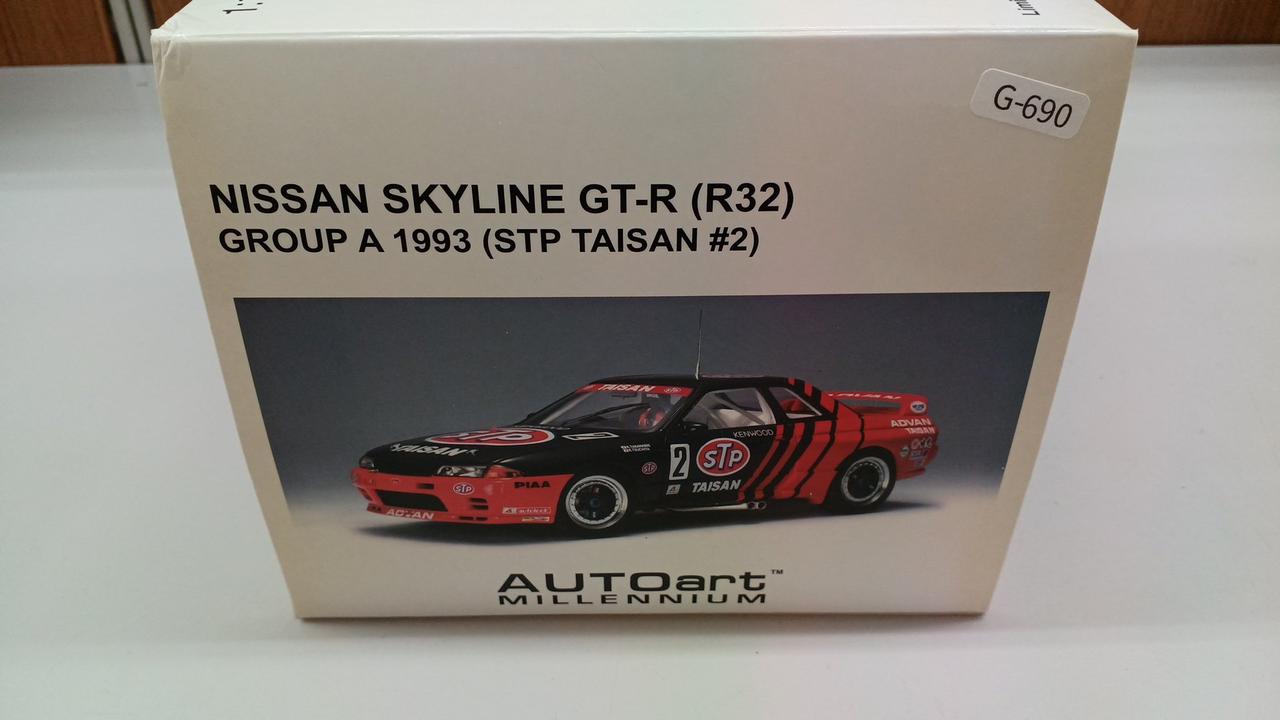 G-690
NISSAN SKYLINE GT-R (R32)
GROUP A 1993 (STP TAISAN #2)
TAISAN
STP
TAISAN
KENWOOD
2
STP
TAISAN
STP
STP
PIAA
ADVAN
ADVAN
TAISAN
AUTOart™
MILLENNIUM